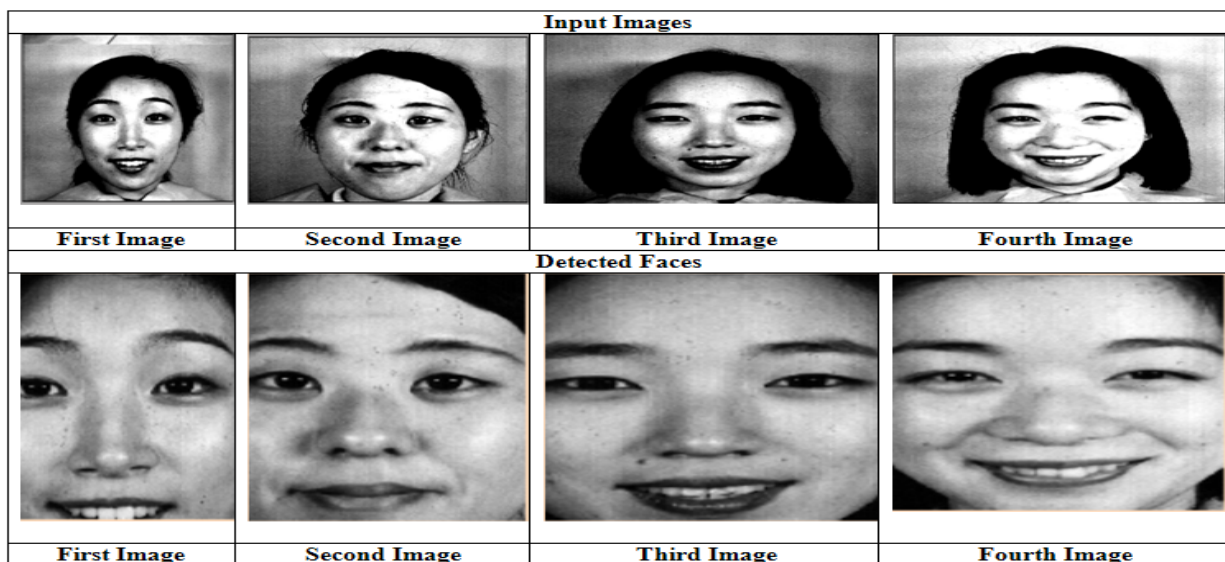 Input Images
First Image Second Image Third Image Fourth Image
Detected Faces
First Image Second Image Third Image Fourth Image